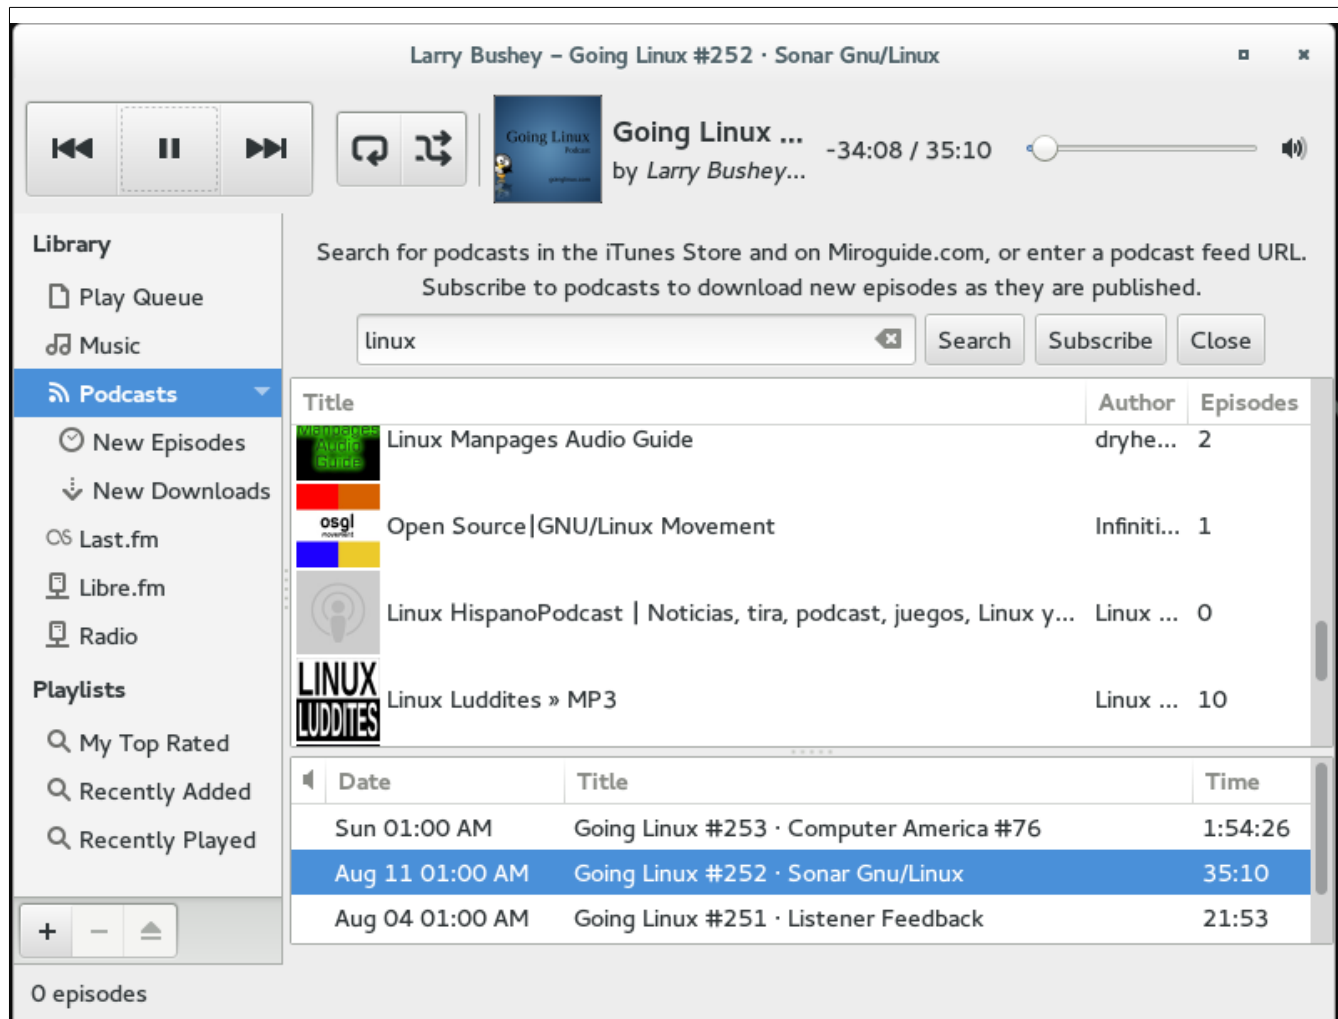 Larry Bushey – Going Linux #252 · Sonar Gnu/Linux
Going Linux
Podcast
goinglinux.com
Going Linux ...
by Larry Bushey...
-34:08 / 35:10
Library
Play Queue
Music
Podcasts
New Episodes
New Downloads
Last.fm
Libre.fm
Radio
Playlists
My Top Rated
Recently Added
Recently Played
0 episodes
Search for podcasts in the iTunes Store and on Miroguide.com, or enter a podcast feed URL.
Subscribe to podcasts to download new episodes as they are published.
linux Search Subscribe Close
Title Author Episodes
Manpages
Audio
Guide
Linux Manpages Audio Guide dryhe... 2
osgl
movement
Open Source|GNU/Linux Movement Infiniti... 1
Linux HispanoPodcast | Noticias, tira, podcast, juegos, Linux y... Linux ... 0
LINUX
LUDDITES
Linux Luddites » MP3 Linux ... 10
Date Title Time
Sun 01:00 AM Going Linux #253 · Computer America #76 1:54:26
Aug 11 01:00 AM Going Linux #252 · Sonar Gnu/Linux 35:10
Aug 04 01:00 AM Going Linux #251 · Listener Feedback 21:53